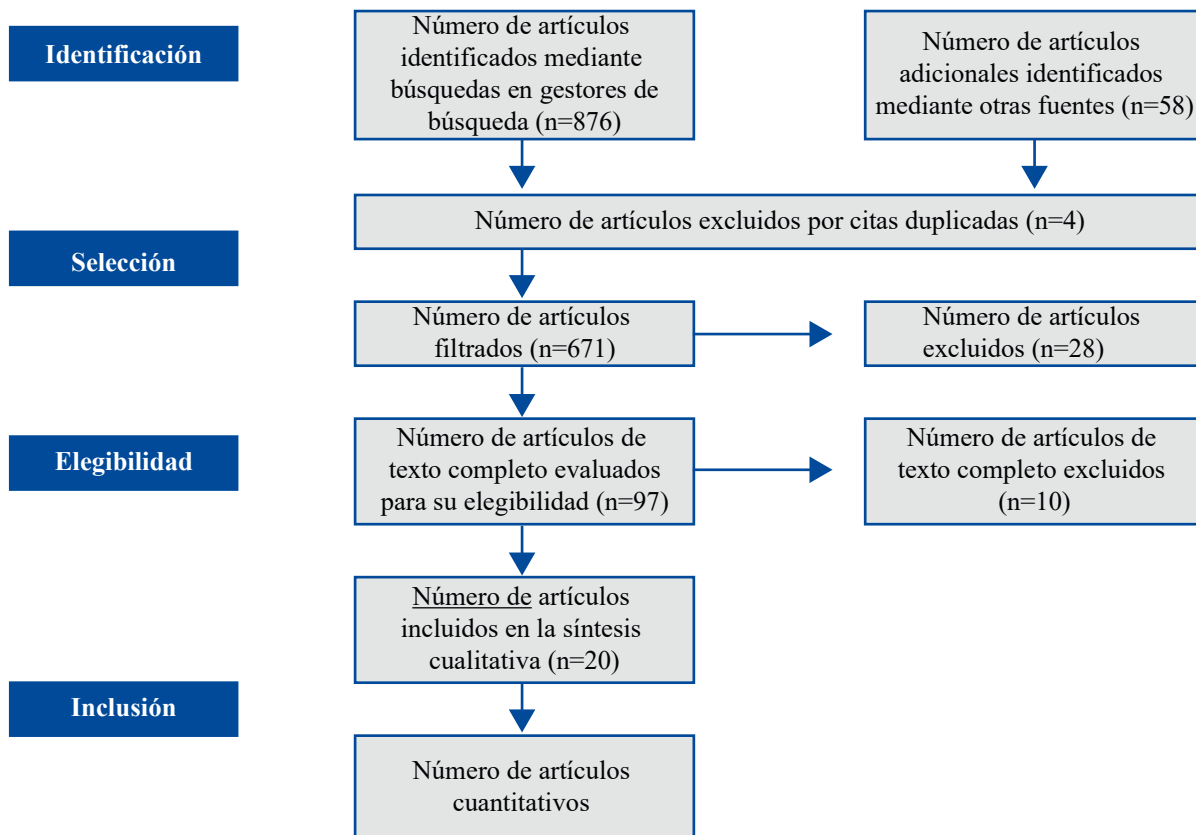 Identificación
Número de artículos
identificados mediante
búsquedas en gestores de
búsqueda (n=876)
Número de artículos
adicionales identificados
mediante otras fuentes (n=58)
Número de artículos excluidos por citas duplicadas (n=4)
Selección
Número de artículos
filtrados (n=671)
Número de artículos
excluidos (n=28)
Elegibilidad
Número de artículos de
texto completo evaluados
para su elegibilidad (n=97)
Número de artículos de
texto completo excluidos
(n=10)
Número de artículos
incluidos en la síntesis
cualitativa (n=20)
Inclusión
Número de artículos
cuantitativos